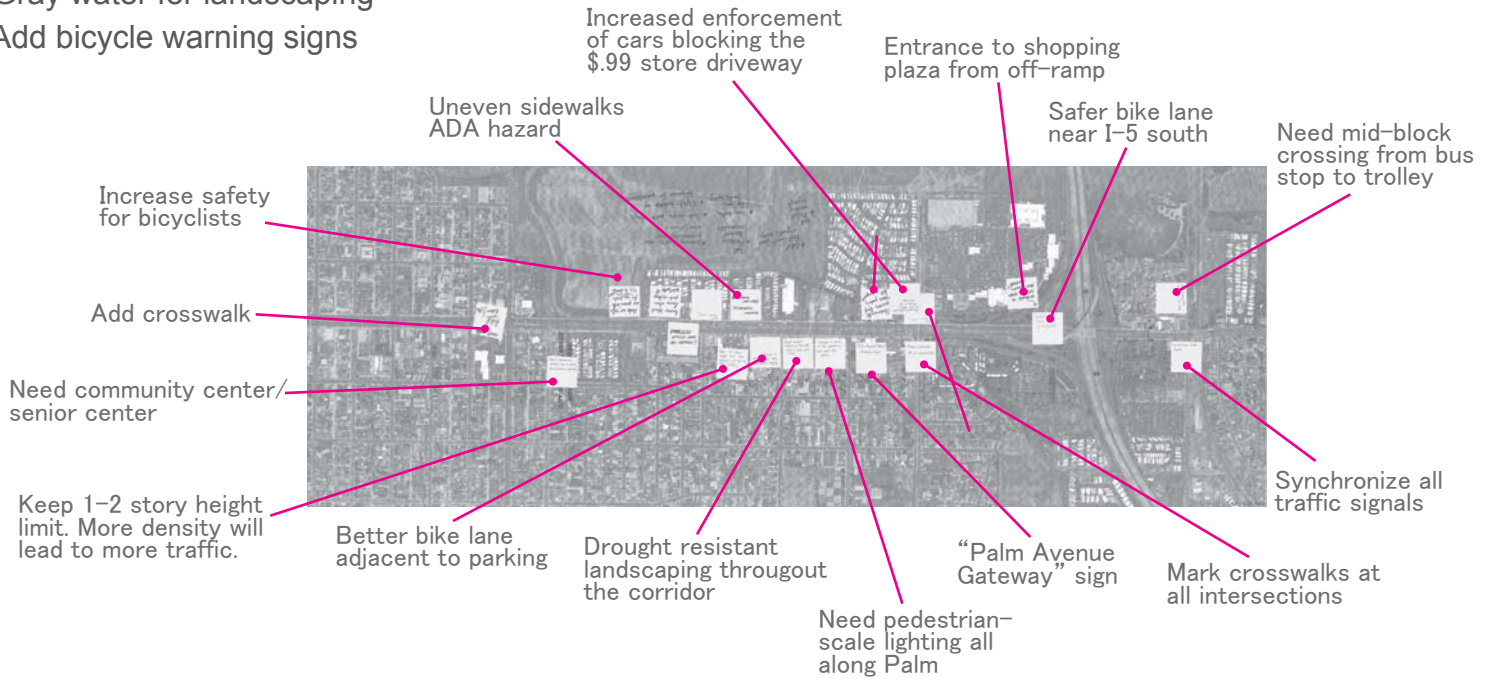 Gray water for landscaping
Add bicycle warning signs
Increased enforcement
of cars blocking the
$.99 store driveway
Entrance to shopping
plaza from off-ramp
Uneven sidewalks
ADA hazard
Safer bike lane
near I-5 south
Need mid-block
crossing from bus
stop to trolley
Increase safety
for bicyclists
Add crosswalk
Need community center/
senior center
Keep 1-2 story height
limit. More density will
lead to more traffic.
Better bike lane
adjacent to parking
Drought resistant
landscaping througout
the corridor
Need pedestrian-
scale lighting all
along Palm
“Palm Avenue
Gateway” sign
Mark crosswalks at
all intersections
Synchronize all
traffic signals